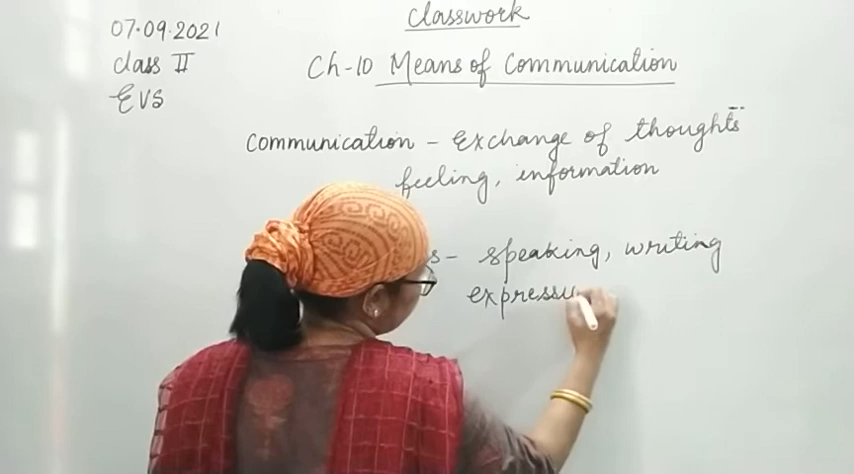 Classwork
07.09.2021
Class II
EVS
Ch-10 Means of Communication
Communication - Exchange of thoughts
feeling, information
s- speaking, writing
expressi